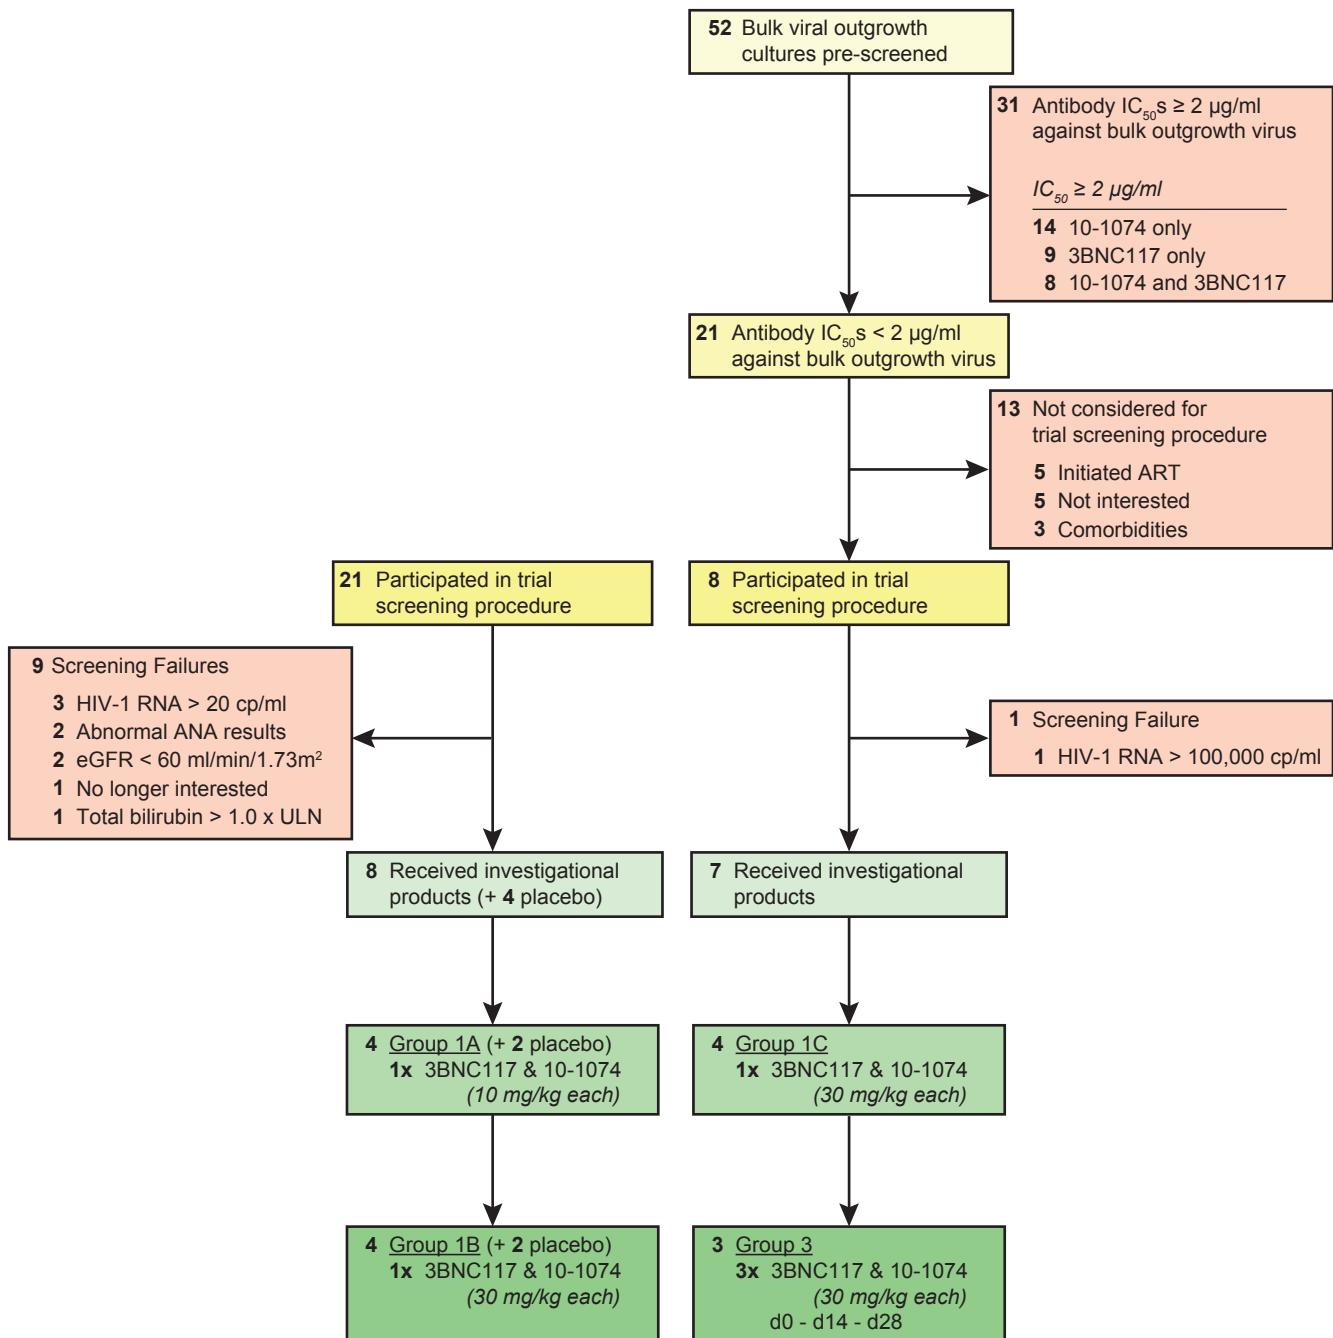 52 Bulk viral outgrowth
cultures pre-screened
31 Antibody IC50s ≥ 2 µg/ml
against bulk outgrowth virus
IC50 ≥ 2 µg/ml
14 10-1074 only
9 3BNC117 only
8 10-1074 and 3BNC117
21 Antibody IC50s < 2 µg/ml
against bulk outgrowth virus
13 Not considered for
trial screening procedure
5 Initiated ART
5 Not interested
3 Comorbidities
21 Participated in trial
screening procedure
8 Participated in trial
screening procedure
9 Screening Failures
3 HIV-1 RNA > 20 cp/ml
2 Abnormal ANA results
2 eGFR < 60 ml/min/1.73m²
1 No longer interested
1 Total bilirubin > 1.0 x ULN
1 Screening Failure
1 HIV-1 RNA > 100,000 cp/ml
8 Received investigational
products (+ 4 placebo)
7 Received investigational
products
4 Group 1A (+ 2 placebo)
1x 3BNC117 & 10-1074
(10 mg/kg each)
4 Group 1C
1x 3BNC117 & 10-1074
(30 mg/kg each)
4 Group 1B (+ 2 placebo)
1x 3BNC117 & 10-1074
(30 mg/kg each)
3 Group 3
3x 3BNC117 & 10-1074
(30 mg/kg each)
d0 - d14 - d28